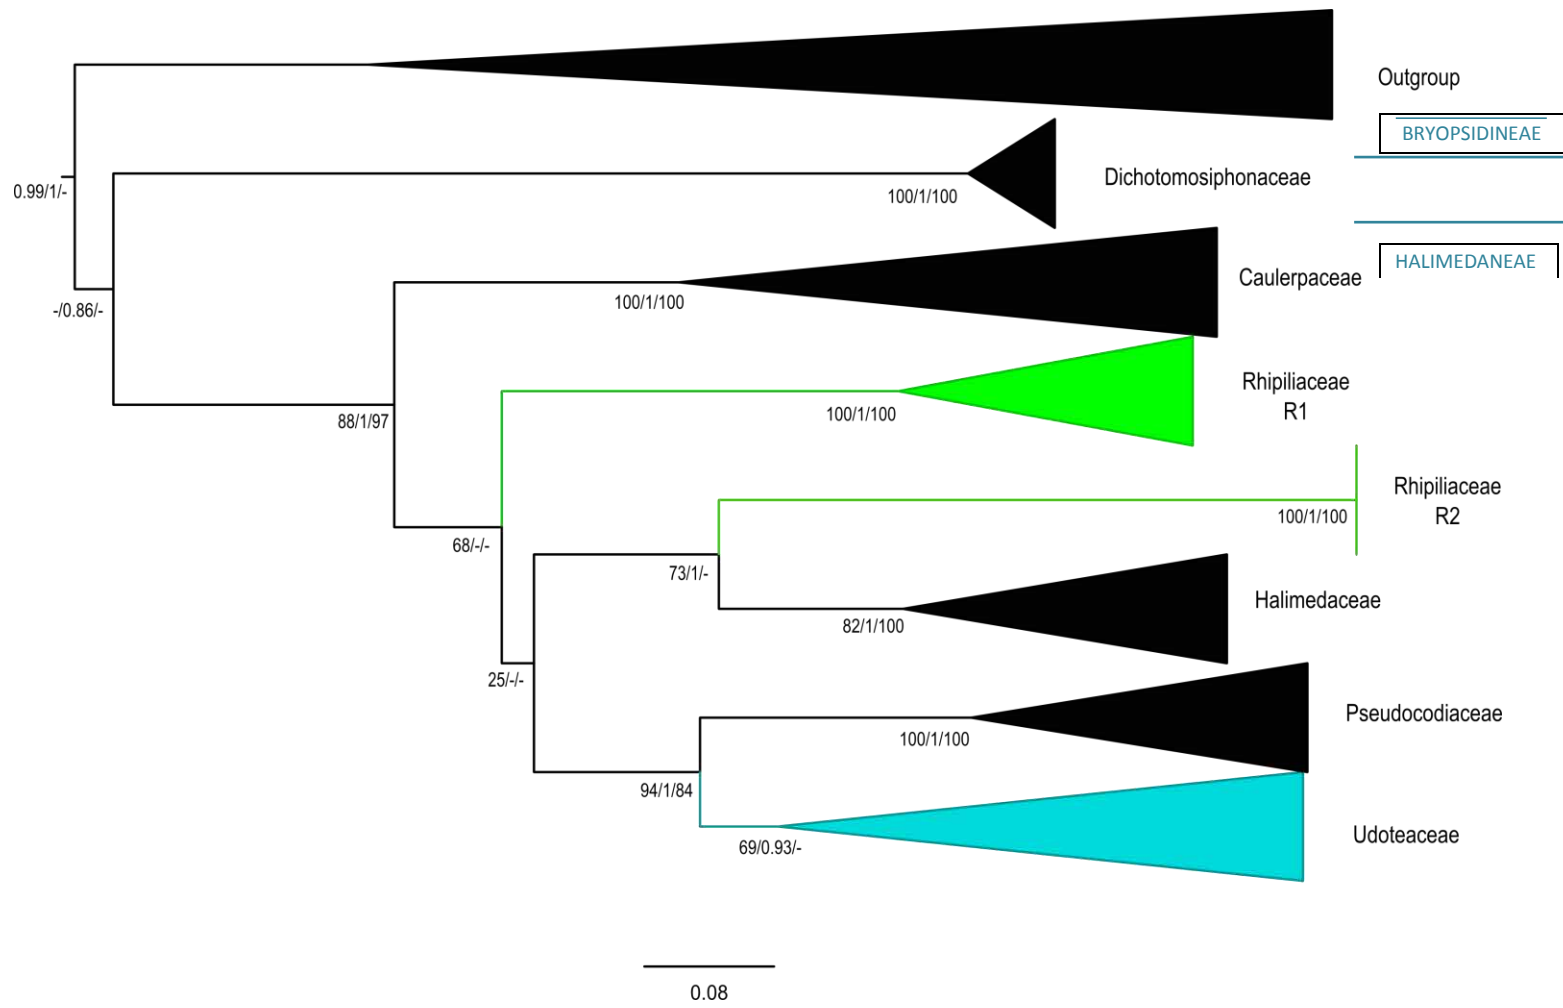 Outgroup
BRYOPSIDINEAE
0.99/1/-
100/1/100
Dichotomosiphonaceae
HALIMEDANEAE
Caulerpaceae
-/0.86/-
100/1/100
Rhipiliaceae
R1
88/1/97
100/1/100
Rhipiliaceae
R2
100/1/100
68/-/-
73/1/-
Halimedaceae
82/1/100
25/-/-
Pseudocodiaceae
100/1/100
94/1/84
Udoteaceae
69/0.93/-
0.08